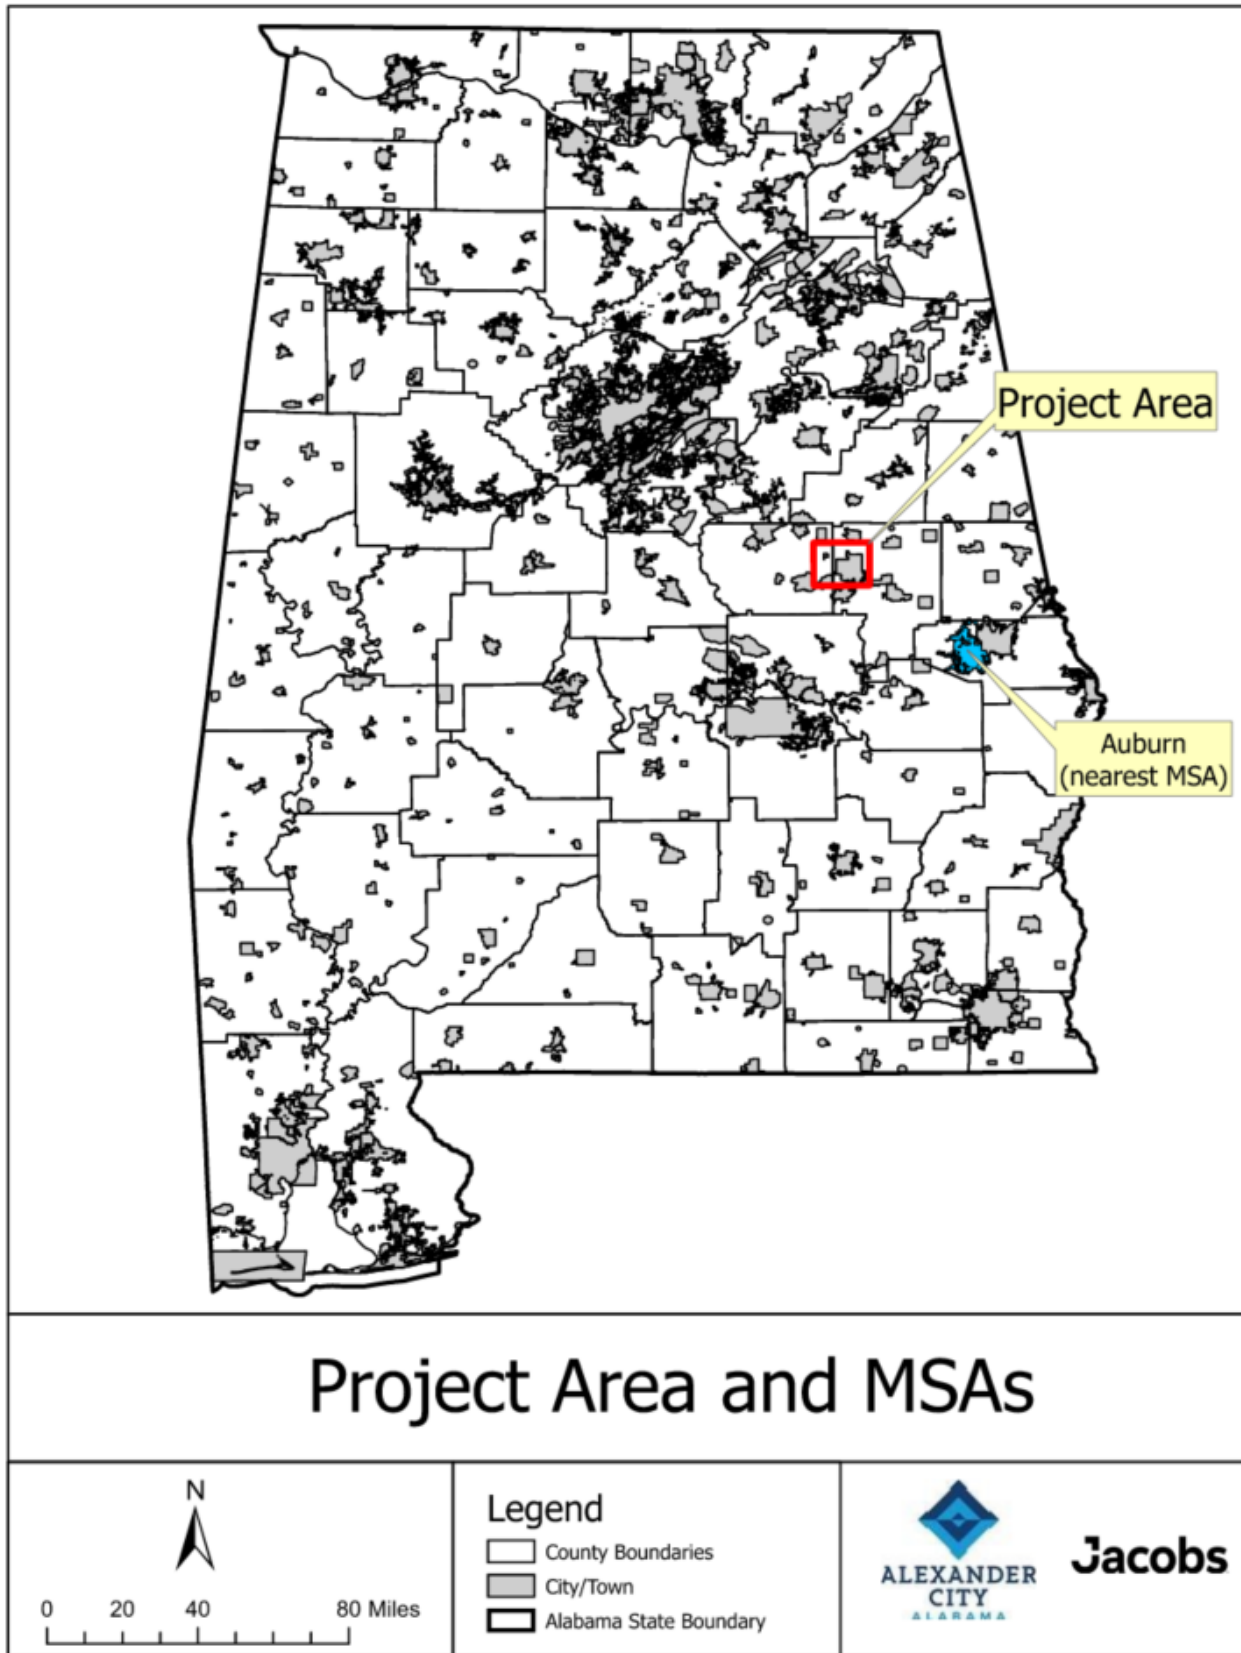 Project Area
Auburn
(nearest MSA)
Project Area and MSAs
N
0 20 40 80 Miles
Legend
County Boundaries
City/Town
Alabama State Boundary
ALEXANDER
CITY
ALABAMA
Jacobs